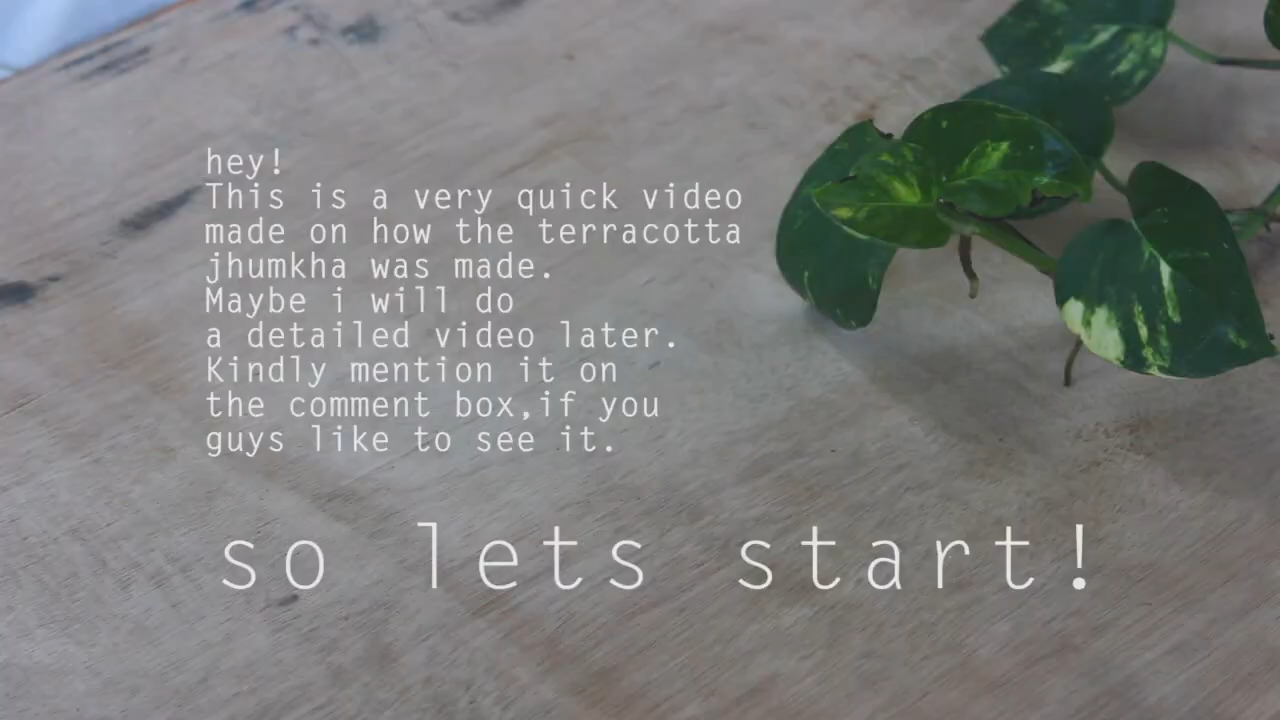 hey!
This is a very quick video
made on how the terracotta
jhumkha was made.
Maybe i will do
a detailed video later.
Kindly mention it on
the comment box,if you
guys like to see it.
so lets start!